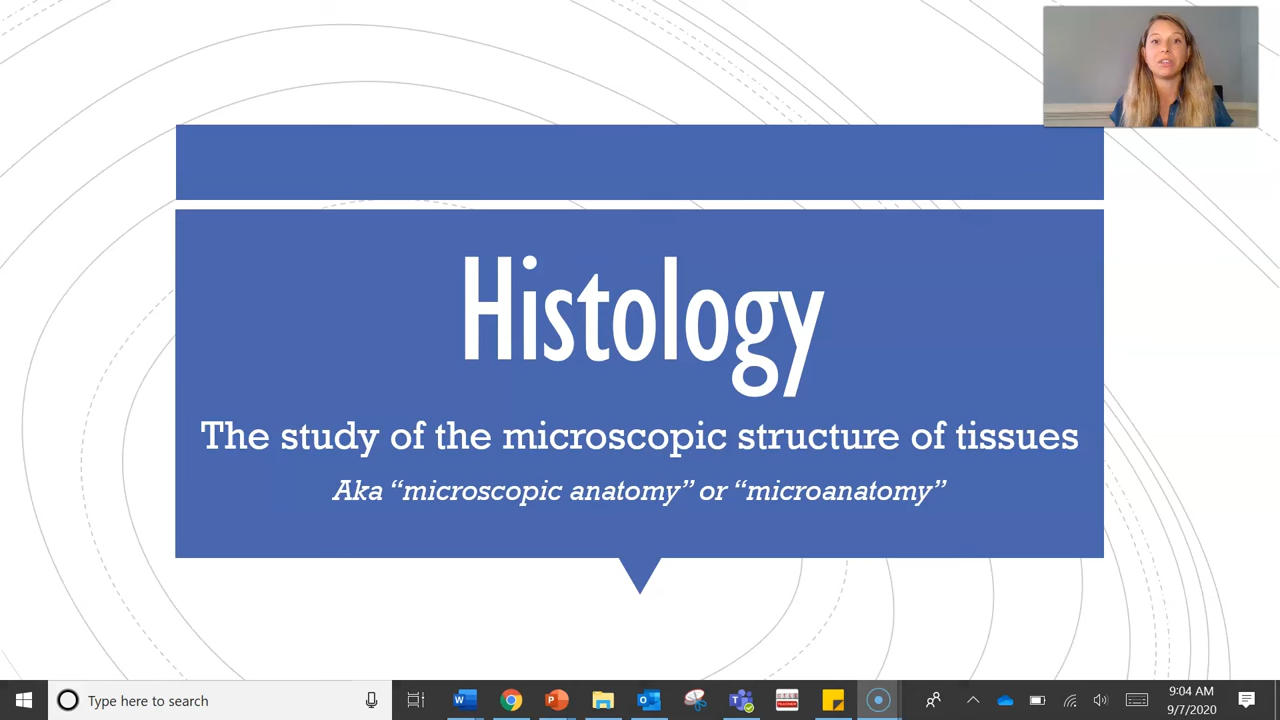 Histology
The study of the microscopic structure of tissues
Aka “microscopic anatomy” or “microanatomy”
Type here to search
9:04 AM
9/7/2020